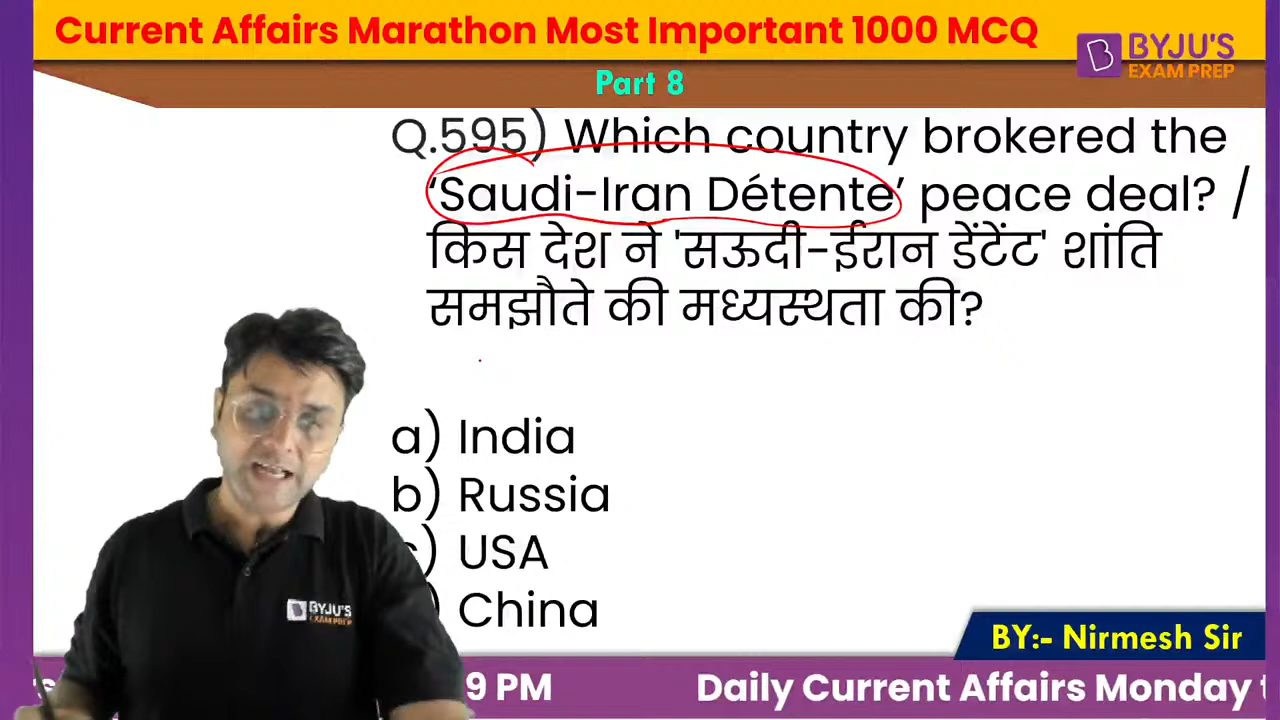 Current Affairs Marathon Most Important 1000 MCQ
BYJU'S
EXAM PREP
Part 8
Q.595) Which country brokered the
‘Saudi-Iran Détente’ peace deal? /
किस देश ने 'सऊदी-ईरान डेंटेंट' शांति
समझौते की मध्यस्थता की?
a) India
b) Russia
c) USA
) China
BYJU'S
EXAM PREP
BY:- Nirmesh Sir
9 PM Daily Current Affairs Monday t